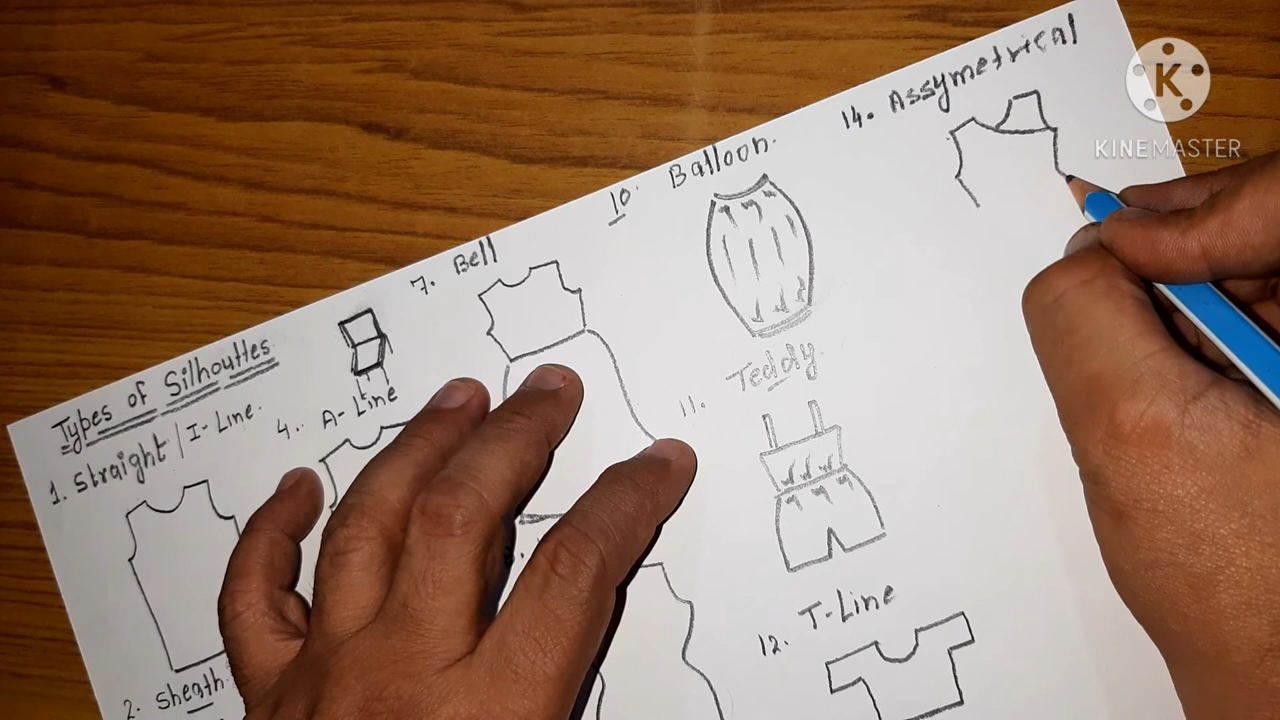 Types of Silhouttes
1. Straight / I-Line.
2. Sheath.
4. A-Line
7. Bell
10. Balloon.
11. Teddy
12. T-Line
14. Assymetrical
K
KINEMASTER